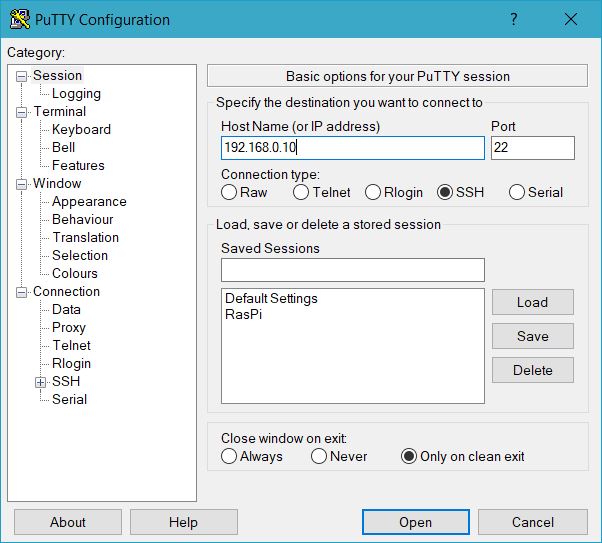 PuTTY Configuration
? ×
Category:
Session
Logging
Terminal
Keyboard
Bell
Features
Window
Appearance
Behaviour
Translation
Selection
Colours
Connection
Data
Proxy
Telnet
Rlogin
SSH
Serial
Basic options for your PuTTY session
Specify the destination you want to connect to
Host Name (or IP address) Port
192.168.0.10 22
Connection type:
Raw Telnet Rlogin SSH Serial
Load, save or delete a stored session
Saved Sessions
Default Settings
RasPi
Load
Save
Delete
Close window on exit:
Always Never Only on clean exit
About Help Open Cancel